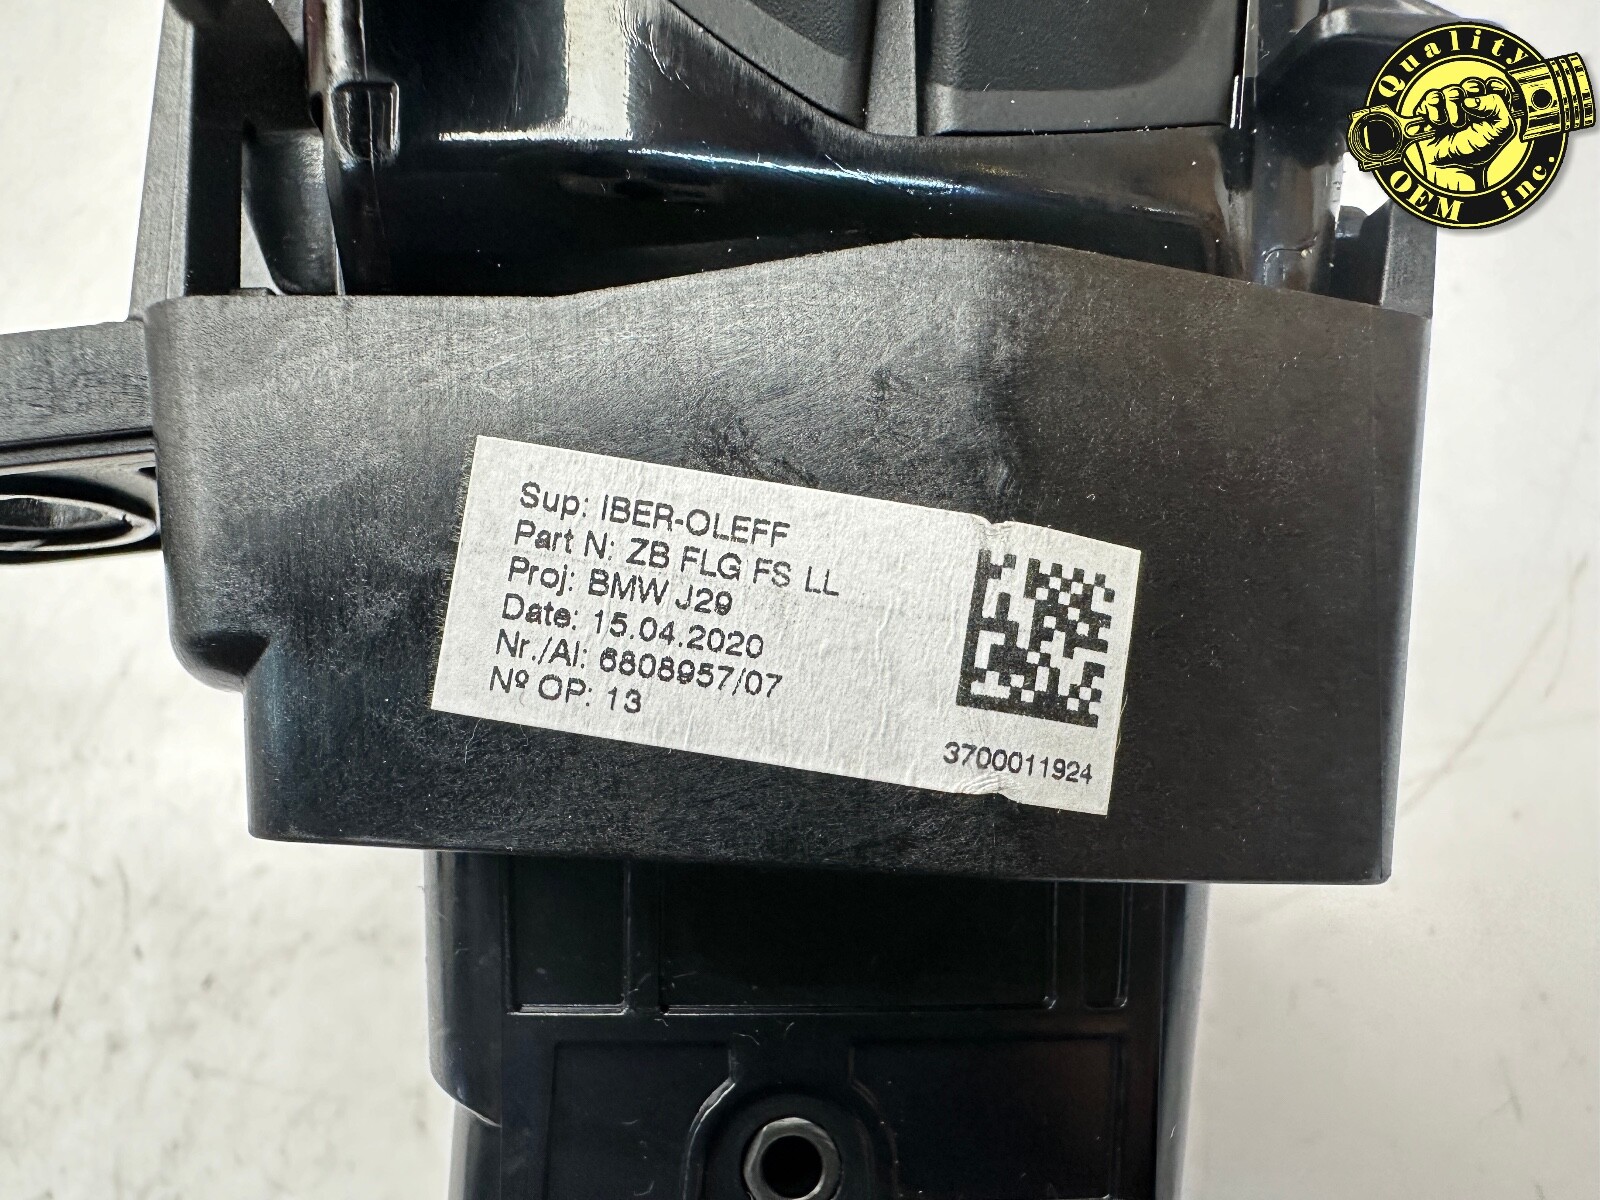 Quality
OEM inc.
Sup: IBER-OLEFF
Part N: ZB FLG FS LL
Proj: BMW J29
Date: 15.04.2020
Nr./AI: 6808957/07
Nº OP: 13
3700011924